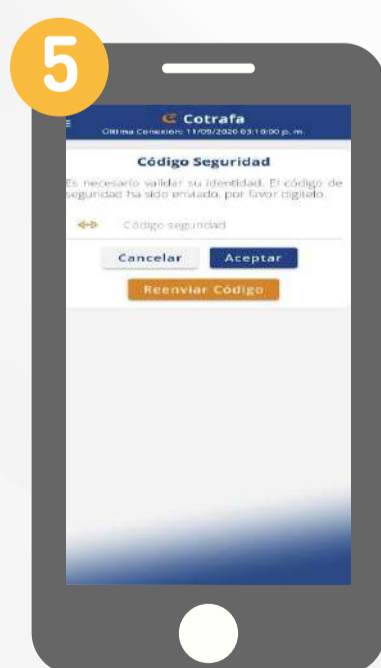 5
Cotrafa
Última Conexión: 11/09/2020 03:10:00 p. m.
Código Seguridad
Es necesario validar su identidad. El código de
seguridad ha sido enviado, por favor digítelo.
Código seguridad
Cancelar Aceptar
Reenviar Código